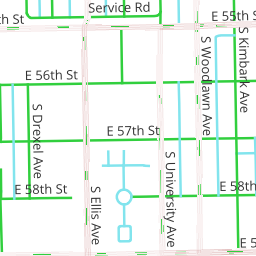 Service Rd
th St
E 55th St
S Kimbark Ave
S Woodlawn Ave
E 56th St
E 57th St
S Drexel Ave
S University Ave
E 58th St
E 58th
S Ellis Ave
E 5